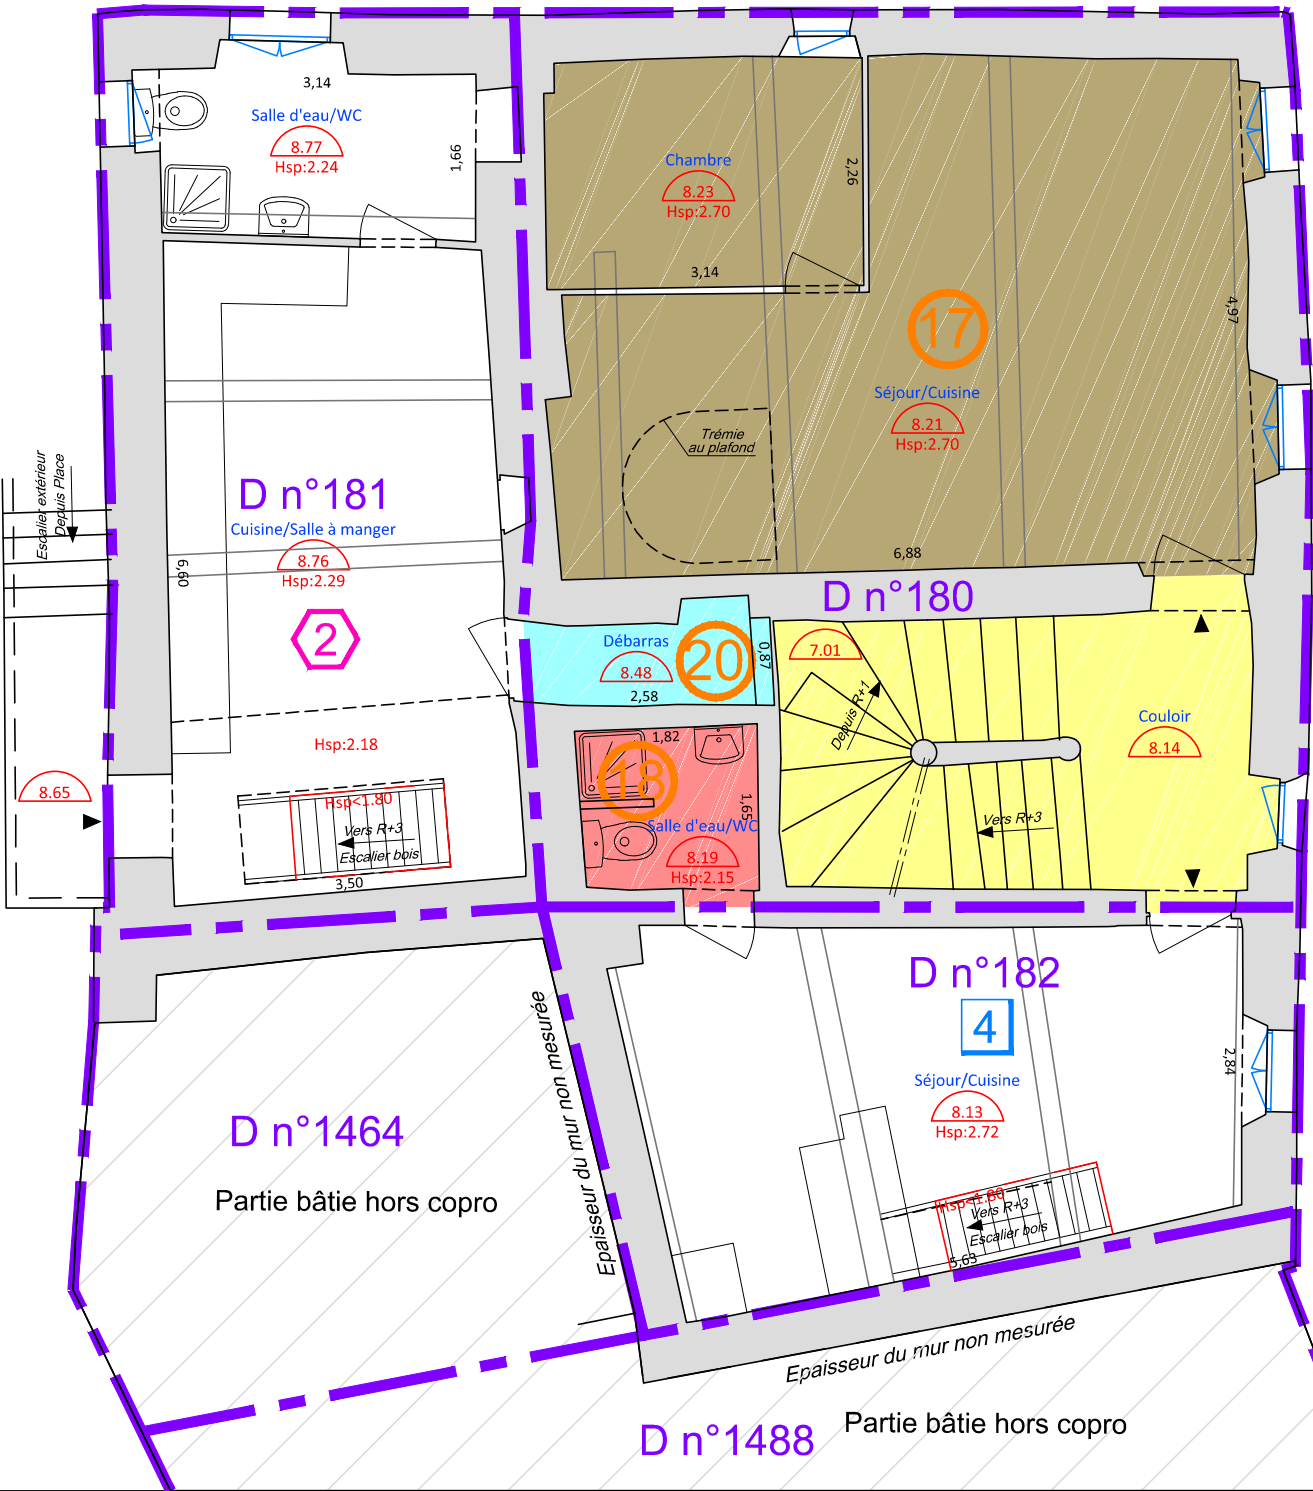 3,14
Salle d'eau/WC
8.77
Hsp:2.24
1,66
Chambre
8.23
Hsp:2.70
2,26
3,14
17
4,97
Séjour/Cuisine
8.21
Hsp:2.70
Trémie
au plafond
6,88
D n°181
Cuisine/Salle à manger
8.76
Hsp:2.29
6,60
2
Escalier extérieur
Depuis Place
D n°180
Débarras
8.48
2,58
20
0,87
7.01
Depuis R+1
Couloir
8.14
Vers R+3
Hsp:2.18
8.65
Hsp<1.80
Vers R+3
Escalier bois
3,50
1,82
18
1,65
Salle d'eau/WC
8.19
Hsp:2.15
D n°182
4
Séjour/Cuisine
8.13
Hsp:2.72
2,84
Hsp<1.80
Vers R+3
Escalier bois
5,63
Epaisseur du mur non mesurée
D n°1464
Partie bâtie hors copro
Epaisseur du mur non mesurée
D n°1488
Partie bâtie hors copro